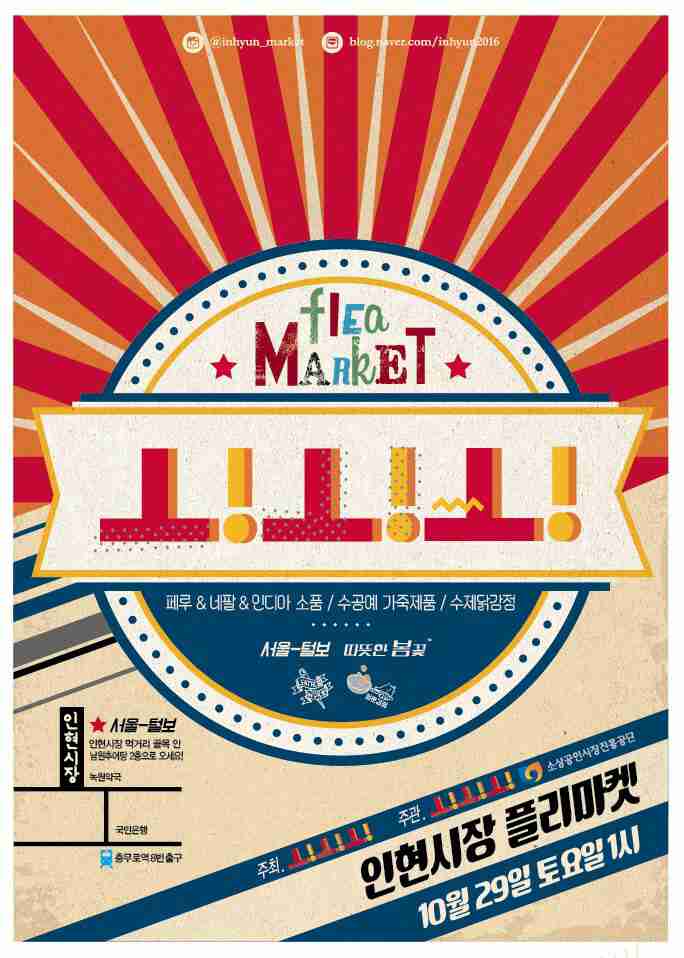 @inhyun_market blog.naver.com/inhyun2016
flea
MARkET
ㅗ!ㅗ!ㅗ!
페루 & 네팔 & 인디아 소품 / 수공예 가죽제품 / 수제닭강정
서울-털보 따뜻한 봄꽃
인현시장
서울-털보
인현시장 먹거리 골목 안
남원추어탕 2층으로 오세요!
녹원약국
국민은행
충무로역 8번 출구
주최. ㅗ!ㅗ!ㅗ! 주관. ㅗ!ㅗ!ㅗ! 소상공인시장진흥공단
인현시장 플리마켓
10월 29일 토요일 1시